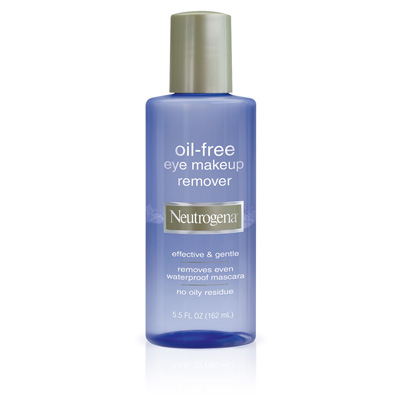 oil-free
eye makeup
remover
Neutrogena
effective & gentle
removes even
waterproof mascara
no oily residue
5.5 FL OZ (162 mL)